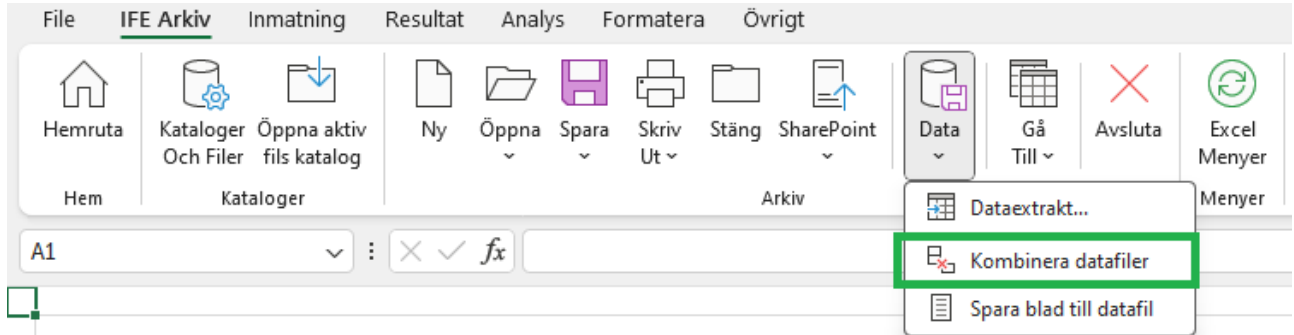 File IFE Arkiv Inmatning Resultat Analys Formatera Övrigt
Hemruta Kataloger Öppna aktiv Ny Öppna Spara Skriv Stäng SharePoint Data Gå Avsluta Excel
Och Filer fils katalog Ut Till Menyer
Hem Kataloger Arkiv Menyer
Dataextrakt...
A1 fx
Kombinera datafiler
Spara blad till datafil